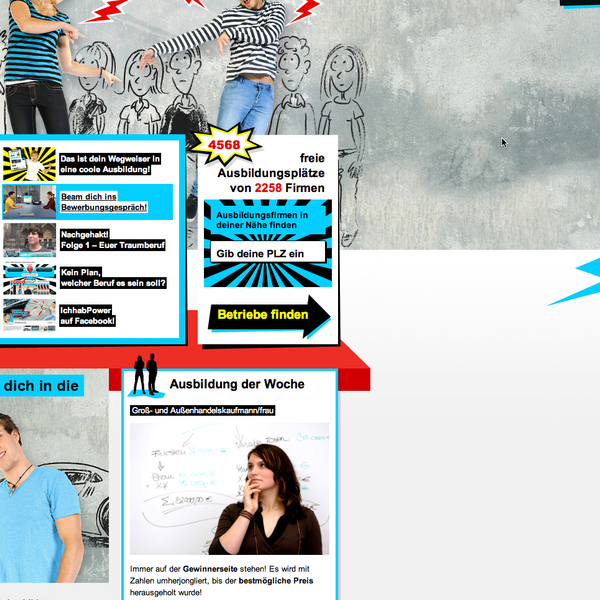 Das ist dein Wegweiser in
eine coole Ausbildung!
Beam dich ins
Bewerbungsgespräch!
Nachgehakt!
Folge 1 – Euer Traumberuf
Kein Plan,
welcher Beruf es sein soll?
IchhabPower
auf Facebook!
4568
freie
Ausbildungsplätze
von 2258 Firmen
Ausbildungsfirmen in
deiner Nähe finden
Gib deine PLZ ein
Betriebe finden
dich in die
Ausbildung der Woche
Groß- und Außenhandelskaufmann/frau
Immer auf der Gewinnerseite stehen! Es wird mit
Zahlen umherjongliert, bis der bestmögliche Preis
herausgeholt wurde!